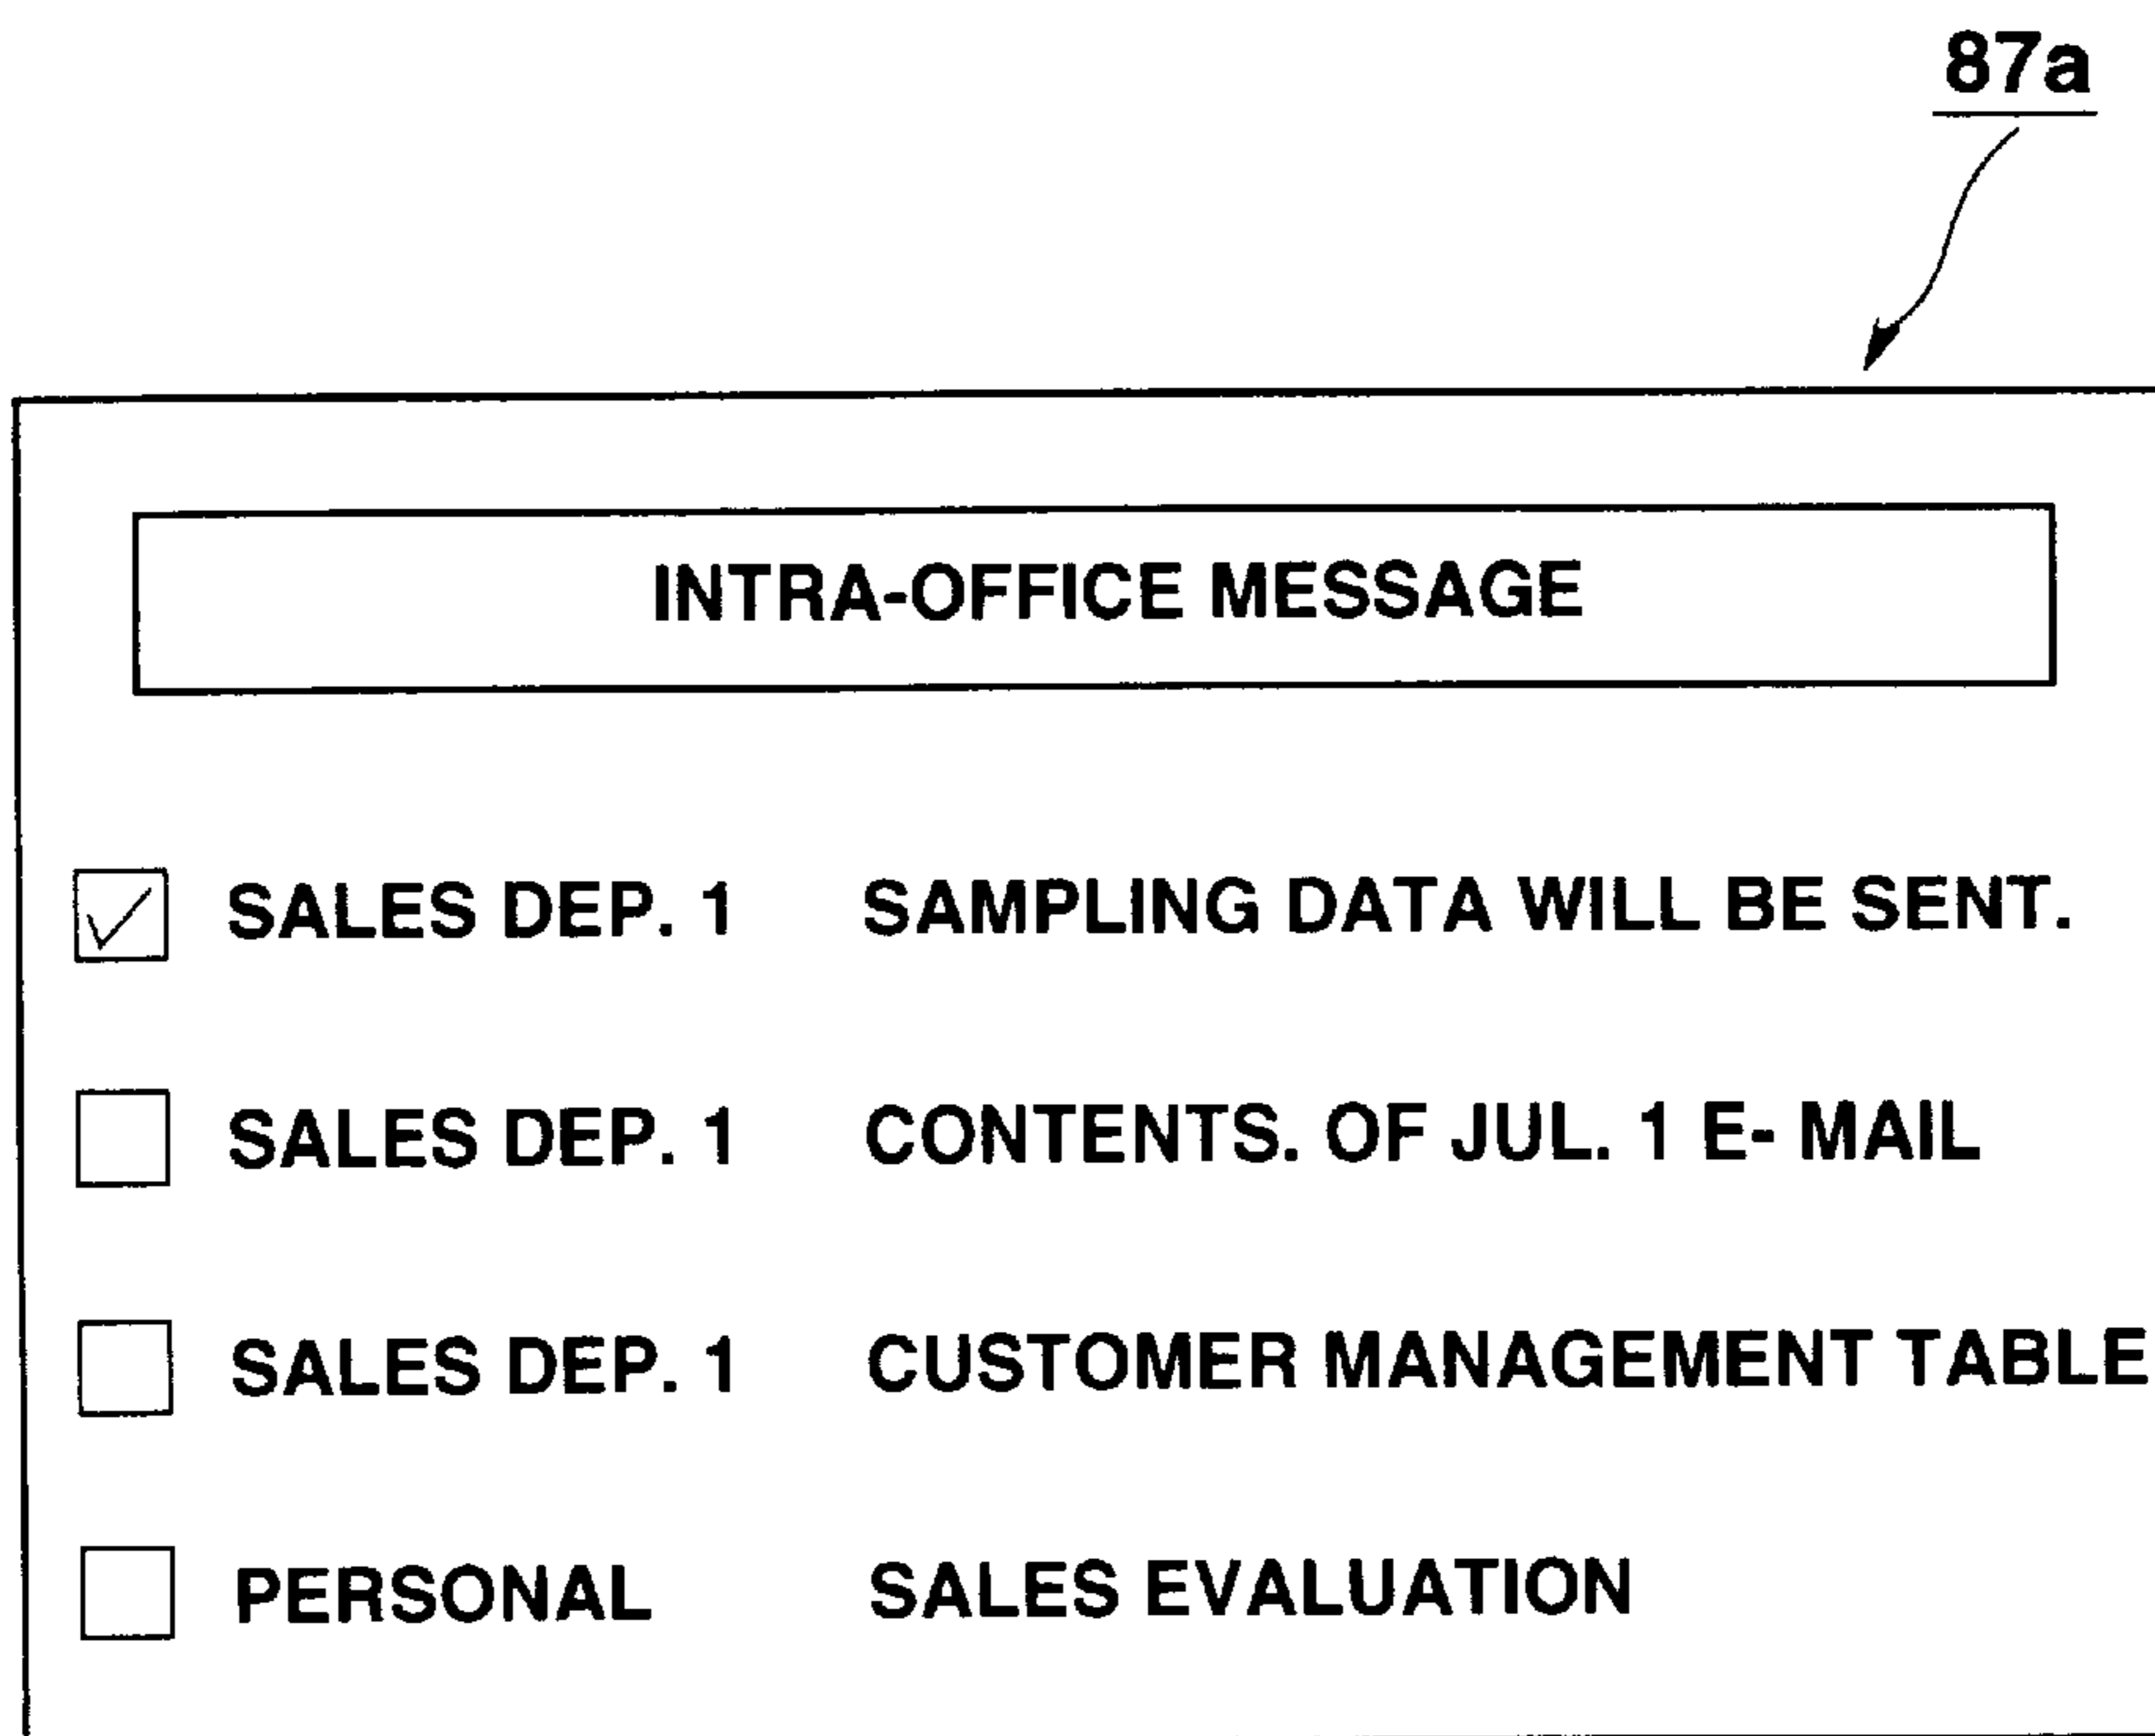 87a
INTRA-OFFICE MESSAGE
SALES DEP. 1 SAMPLING DATA WILL BE SENT.
SALES DEP. 1 CONTENTS. OF JUL. 1 E- MAIL
SALES DEP. 1 CUSTOMER MANAGEMENT TABLE
PERSONAL SALES EVALUATION